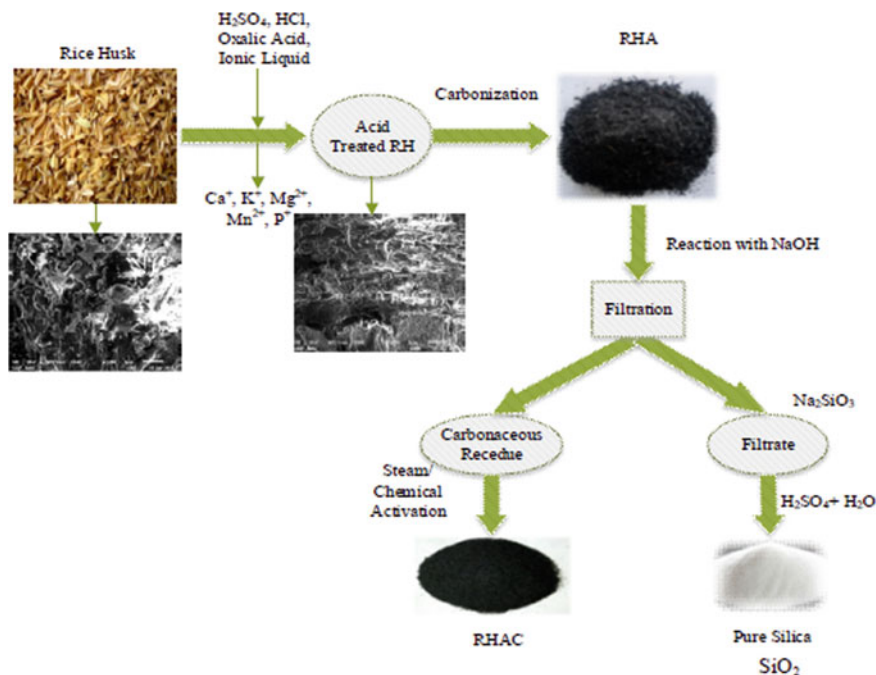 H₂SO₄, HCl,
Oxalic Acid,
Ionic Liquid
Rice Husk
RHA
Carbonization
Acid
Treated RH
Ca⁺, K⁺, Mg²⁺,
Mn²⁺, P⁺
Reaction with NaOH
Filtration
Na₂SiO₃
Carbonaceous
Recedue
Filtrate
Steam/
Chemical
Activation
H₂SO₄+ H₂O
RHAC
Pure Silica
SiO₂